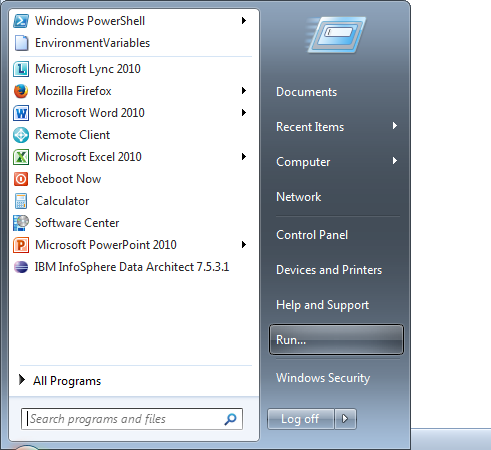 Windows PowerShell
EnvironmentVariables
Microsoft Lync 2010
Mozilla Firefox
Microsoft Word 2010
Remote Client
Microsoft Excel 2010
Reboot Now
Calculator
Software Center
Microsoft PowerPoint 2010
IBM InfoSphere Data Architect 7.5.3.1
All Programs
Search programs and files
Documents
Recent Items
Computer
Network
Control Panel
Devices and Printers
Help and Support
Run...
Windows Security
Log off